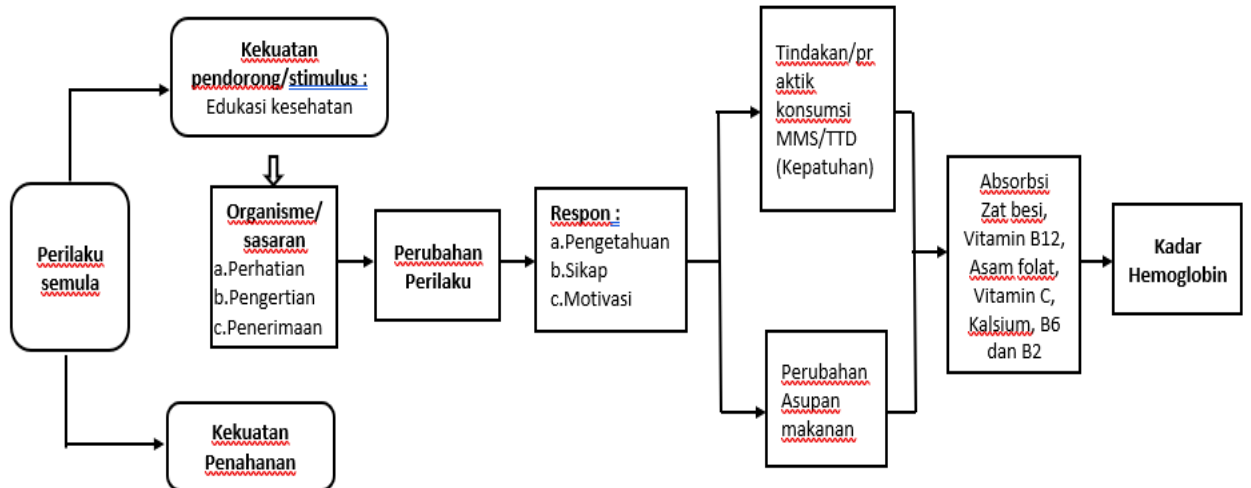 Kekuatan
pendorong/stimulus :
Edukasi kesehatan
Perilaku
semula
Kekuatan
Penahanan
Organisme/
sasaran
a.Perhatian
b.Pengertian
c.Penerimaan
Perubahan
Perilaku
Respon :
a.Pengetahuan
b.Sikap
c.Motivasi
Tindakan/pr
aktik
konsumsi
MMS/TTD
(Kepatuhan)
Perubahan
Asupan
makanan
Absorbsi
Zat besi,
Vitamin B12,
Asam folat,
Vitamin C,
Kalsium, B6
dan B2
Kadar
Hemoglobin